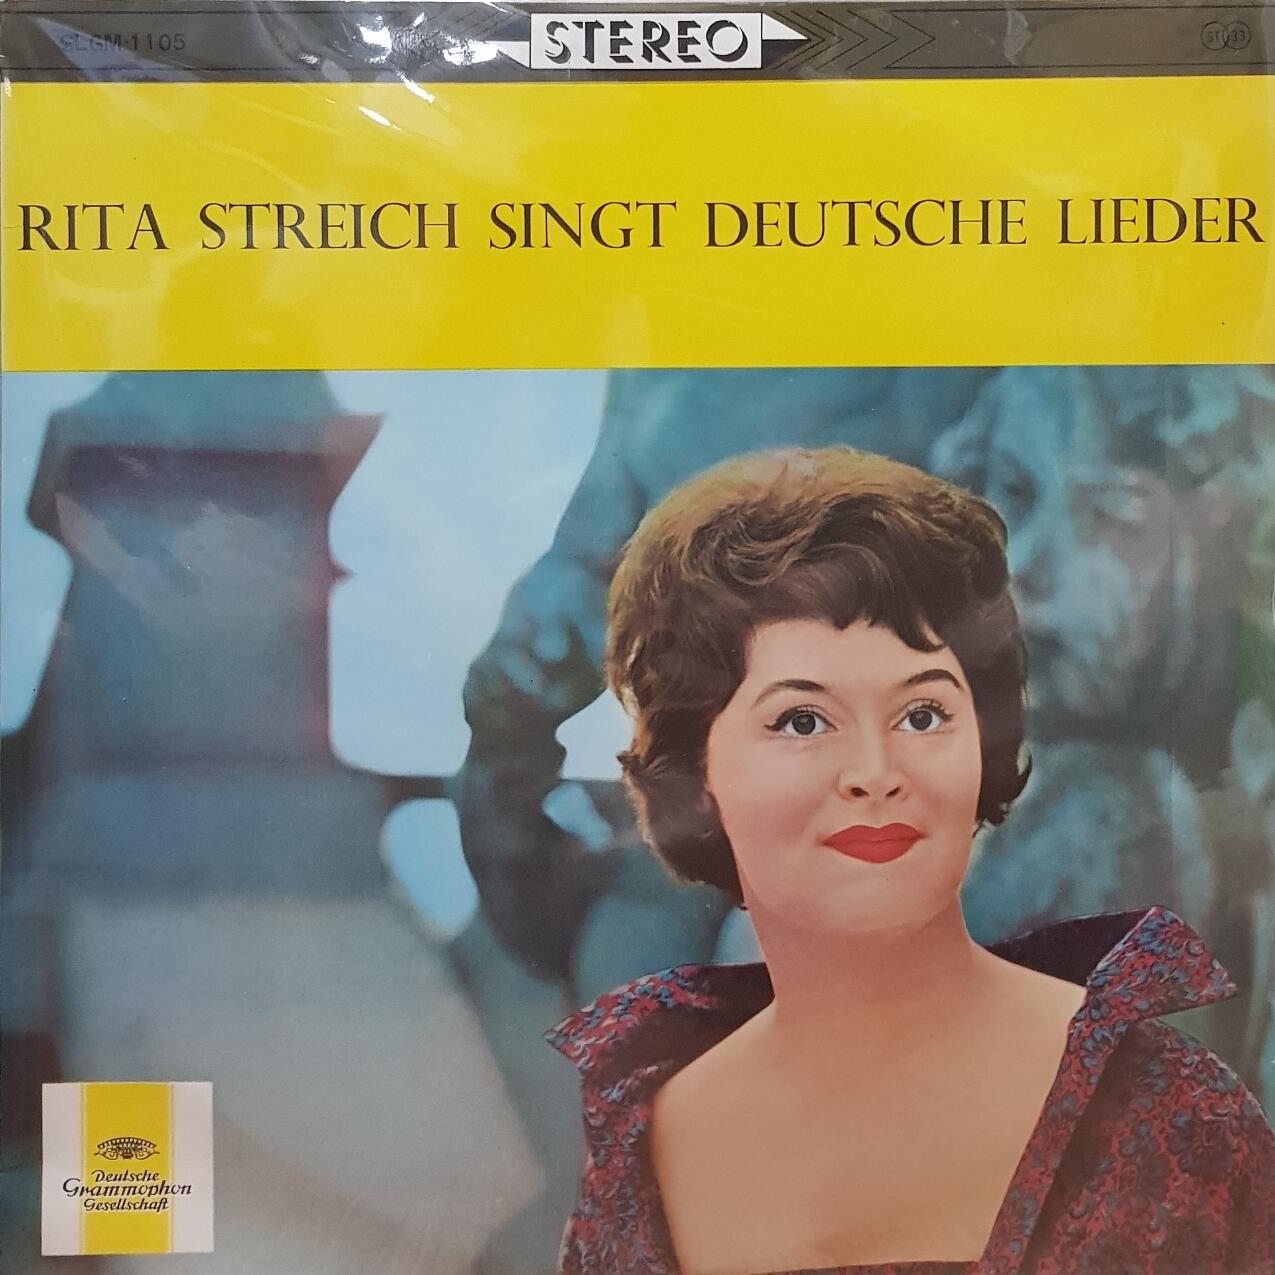 SLGM-1105
STEREO
ST 33
RITA STREICH SINGT DEUTSCHE LIEDER
Deutsche
Grammophon
Gesellschaft